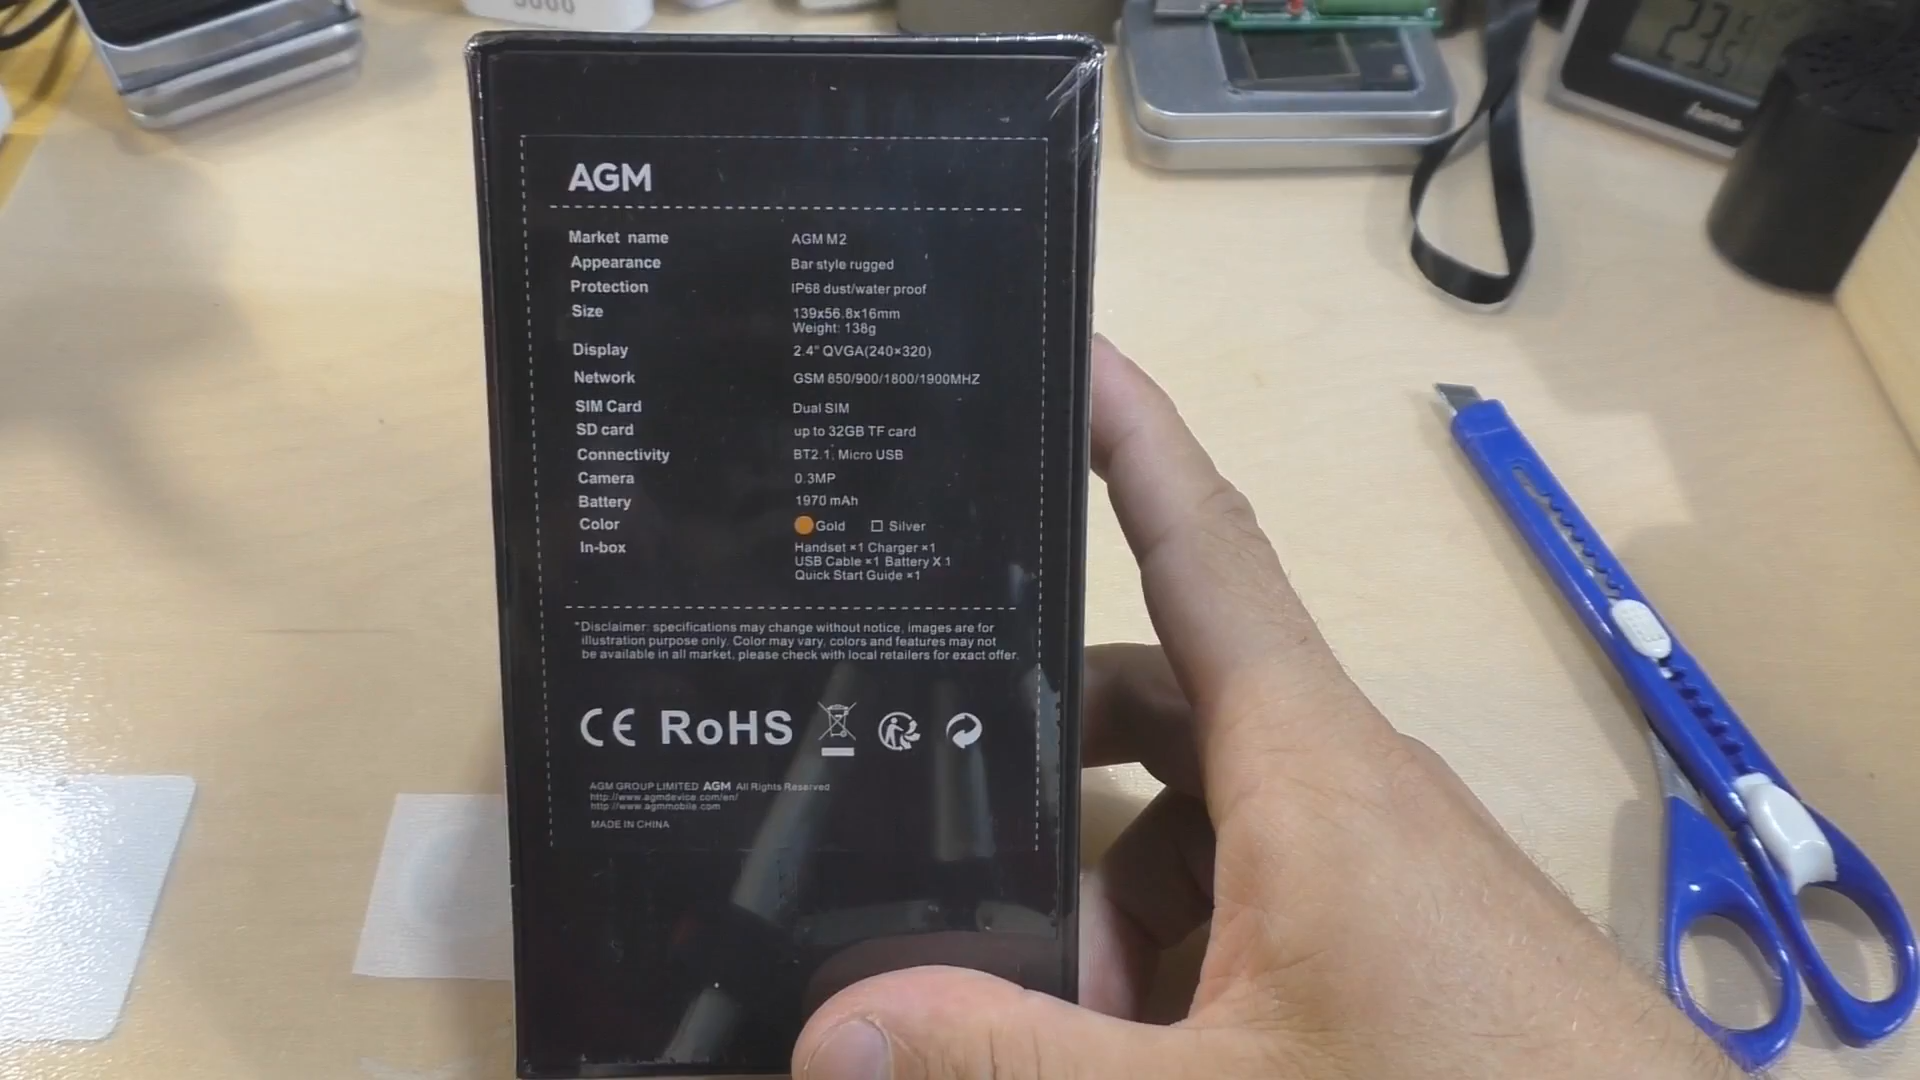 AGM
Market name AGM M2
Appearance Bar style rugged
Protection IP68 dust/water proof
Size 139x56.8x16mm
Weight: 138g
Display 2.4" QVGA(240×320)
Network GSM 850/900/1800/1900MHZ
SIM Card Dual SIM
SD card up to 32GB TF card
Connectivity BT2.1, Micro USB
Camera 0.3MP
Battery 1970 mAh
Color Gold Silver
In-box Handset ×1 Charger ×1
USB Cable ×1 Battery X 1
Quick Start Guide ×1
*Disclaimer: specifications may change without notice, images are for
illustration purpose only. Color may vary, colors and features may not
be available in all market, please check with local retailers for exact offer.
CE RoHS
AGM GROUP LIMITED AGM All Rights Reserved
http://www.agmdevice.com/en/
http://www.agmmobile.com
MADE IN CHINA
hama